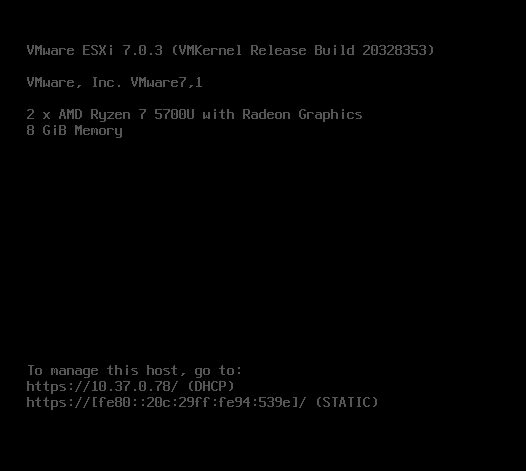 VMware ESXi 7.0.3 (VMKernel Release Build 20328353)
VMware, Inc. VMware7,1
2 x AMD Ryzen 7 5700U with Radeon Graphics
8 GiB Memory
To manage this host, go to:
https://10.37.0.78/ (DHCP)
https://[fe80::20c:29ff:fe94:539e]/ (STATIC)